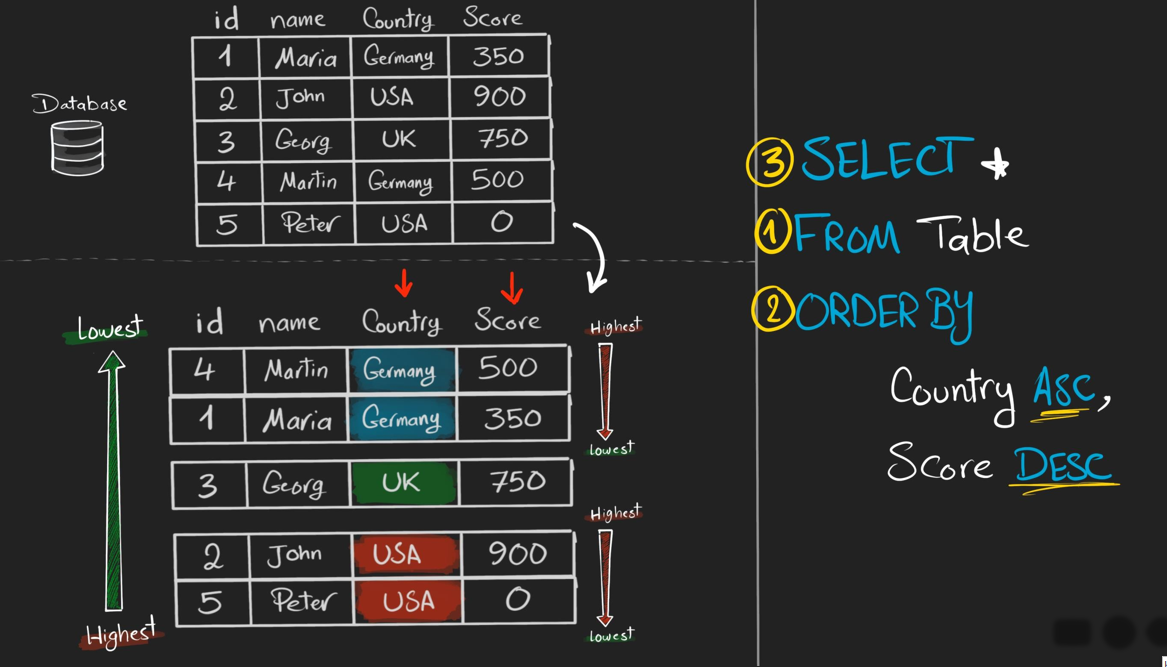 id name Country Score
1 Maria Germany 350
Database
2 John USA 900
3 Georg UK 750
4 Martin Germany 500
5 Peter USA 0
Lowest
Highest
id name Country Score
4 Martin Germany 500
1 Maria Germany 350
3 Georg UK 750
2 John USA 900
5 Peter USA 0
Highest
Lowest
Highest
Lowest
3 SELECT *
1 FROM Table
2 ORDER BY
Country ASC,
Score DESC